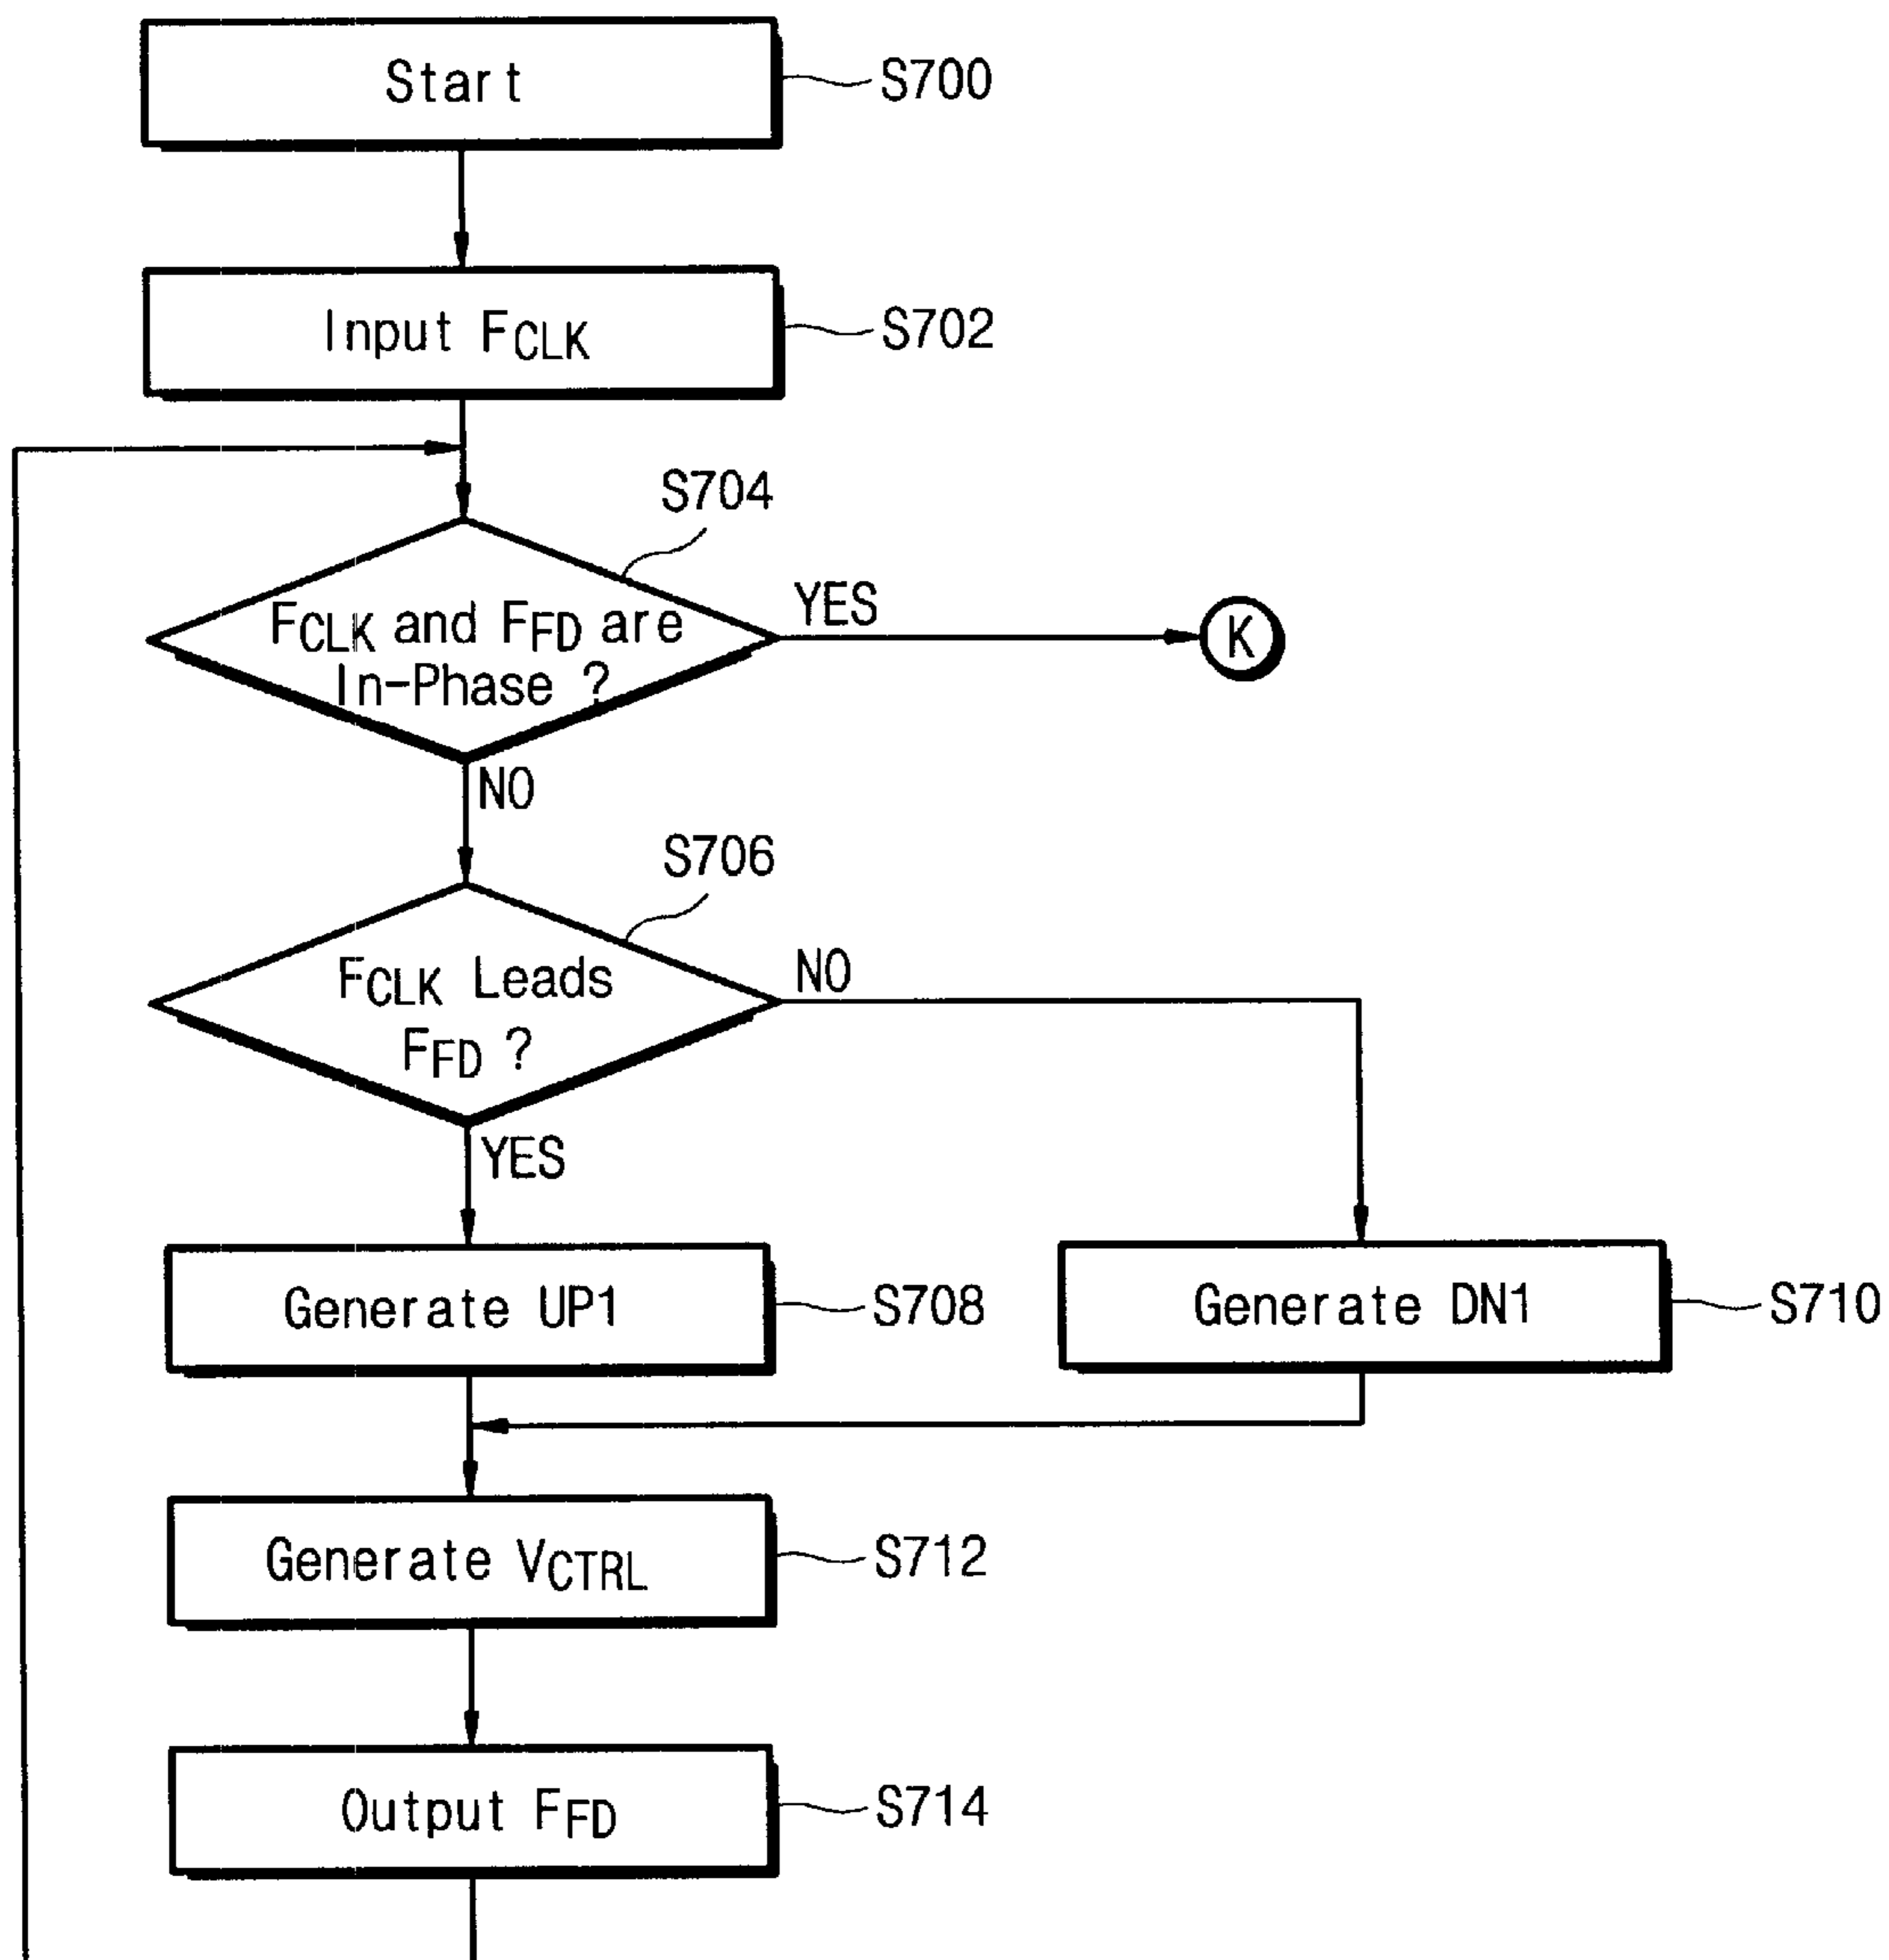 Start
S700
Input FCLK
S702
S704
FCLK and FFD are
In-Phase ?
YES
K
NO
S706
FCLK Leads
FFD ?
NO
YES
Generate UP1
S708
Generate DN1
S710
Generate VCTRL
S712
Output FFD
S714